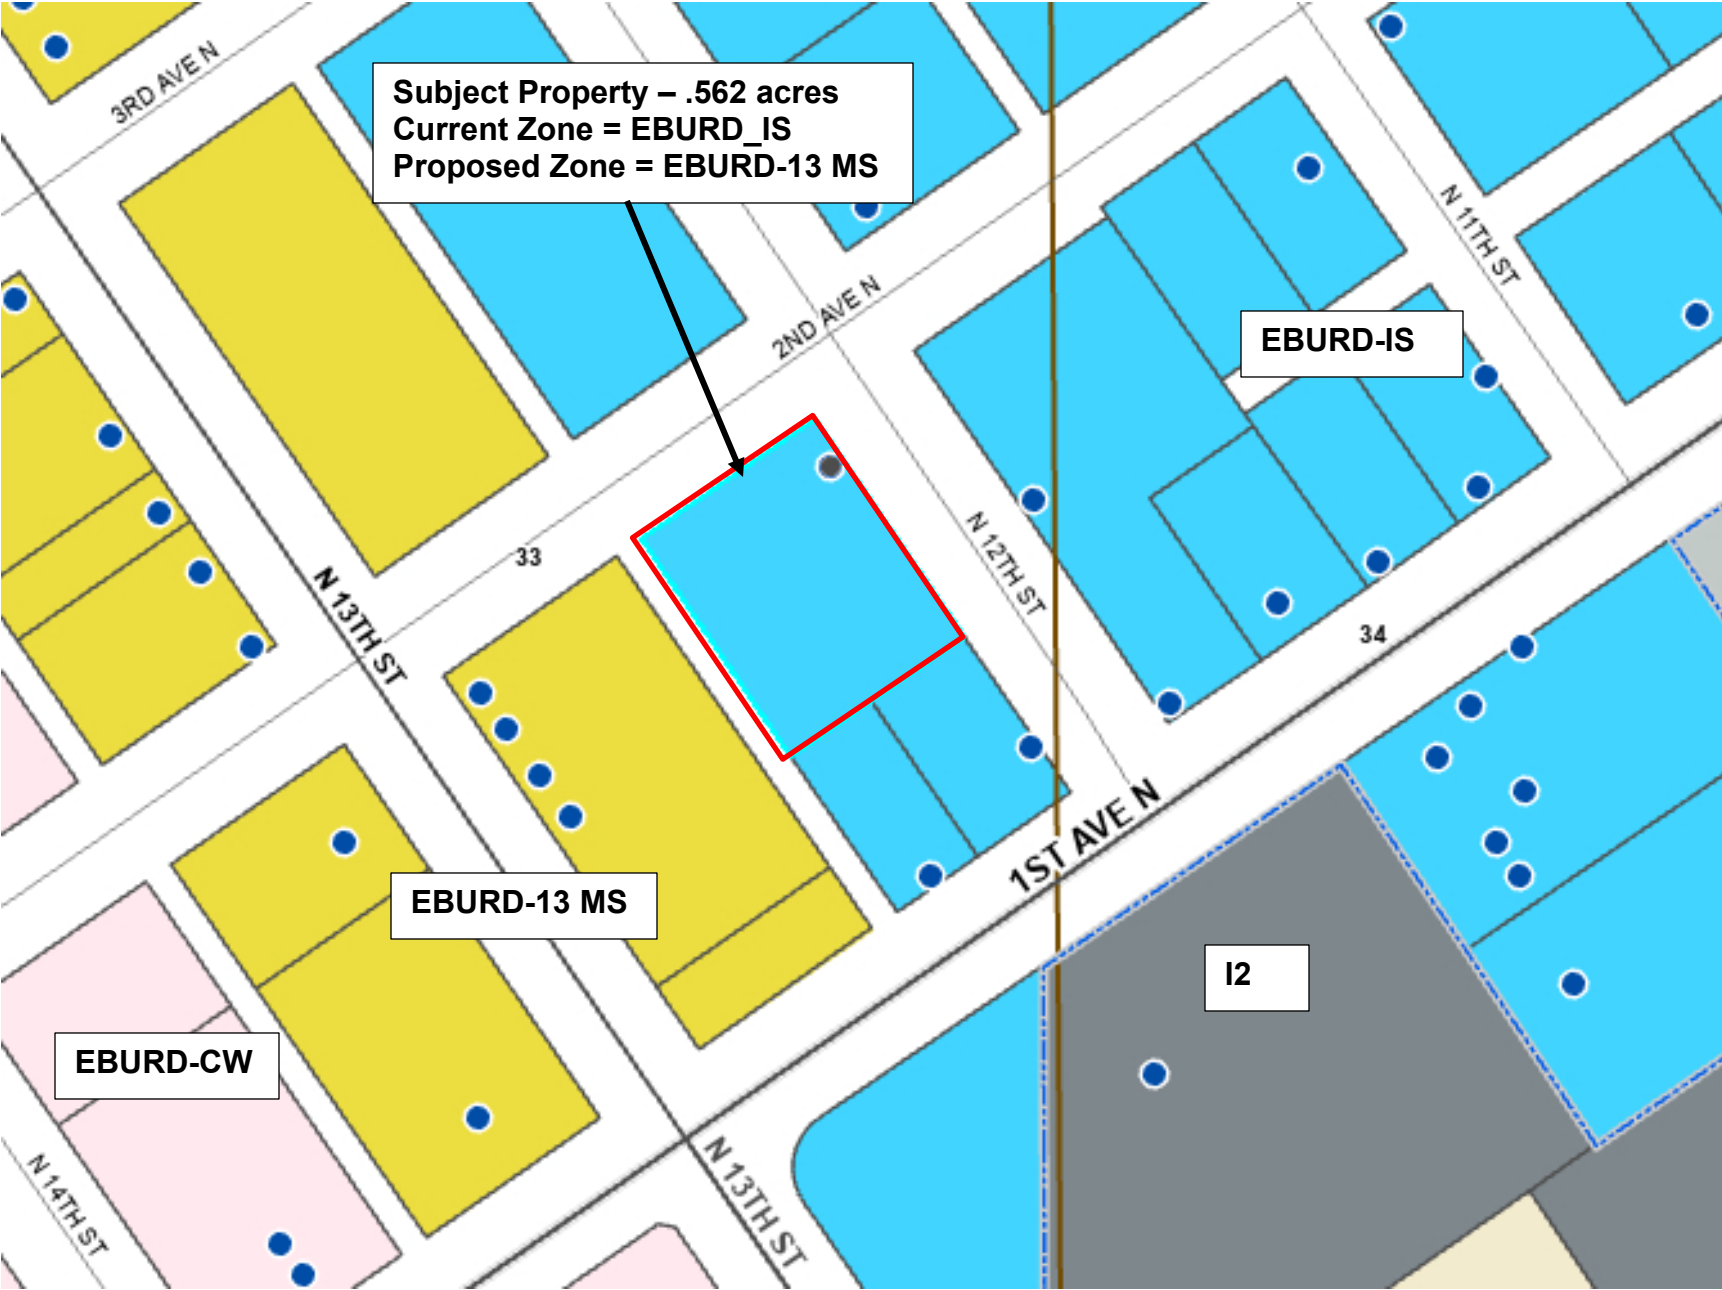 3RD AVE N
Subject Property – .562 acres
Current Zone = EBURD_IS
Proposed Zone = EBURD-13 MS
N 11TH ST
2ND AVE N
EBURD-IS
N 12TH ST
33
N 13TH ST
34
1ST AVE N
EBURD-13 MS
I2
EBURD-CW
N 14TH ST
N 13TH ST